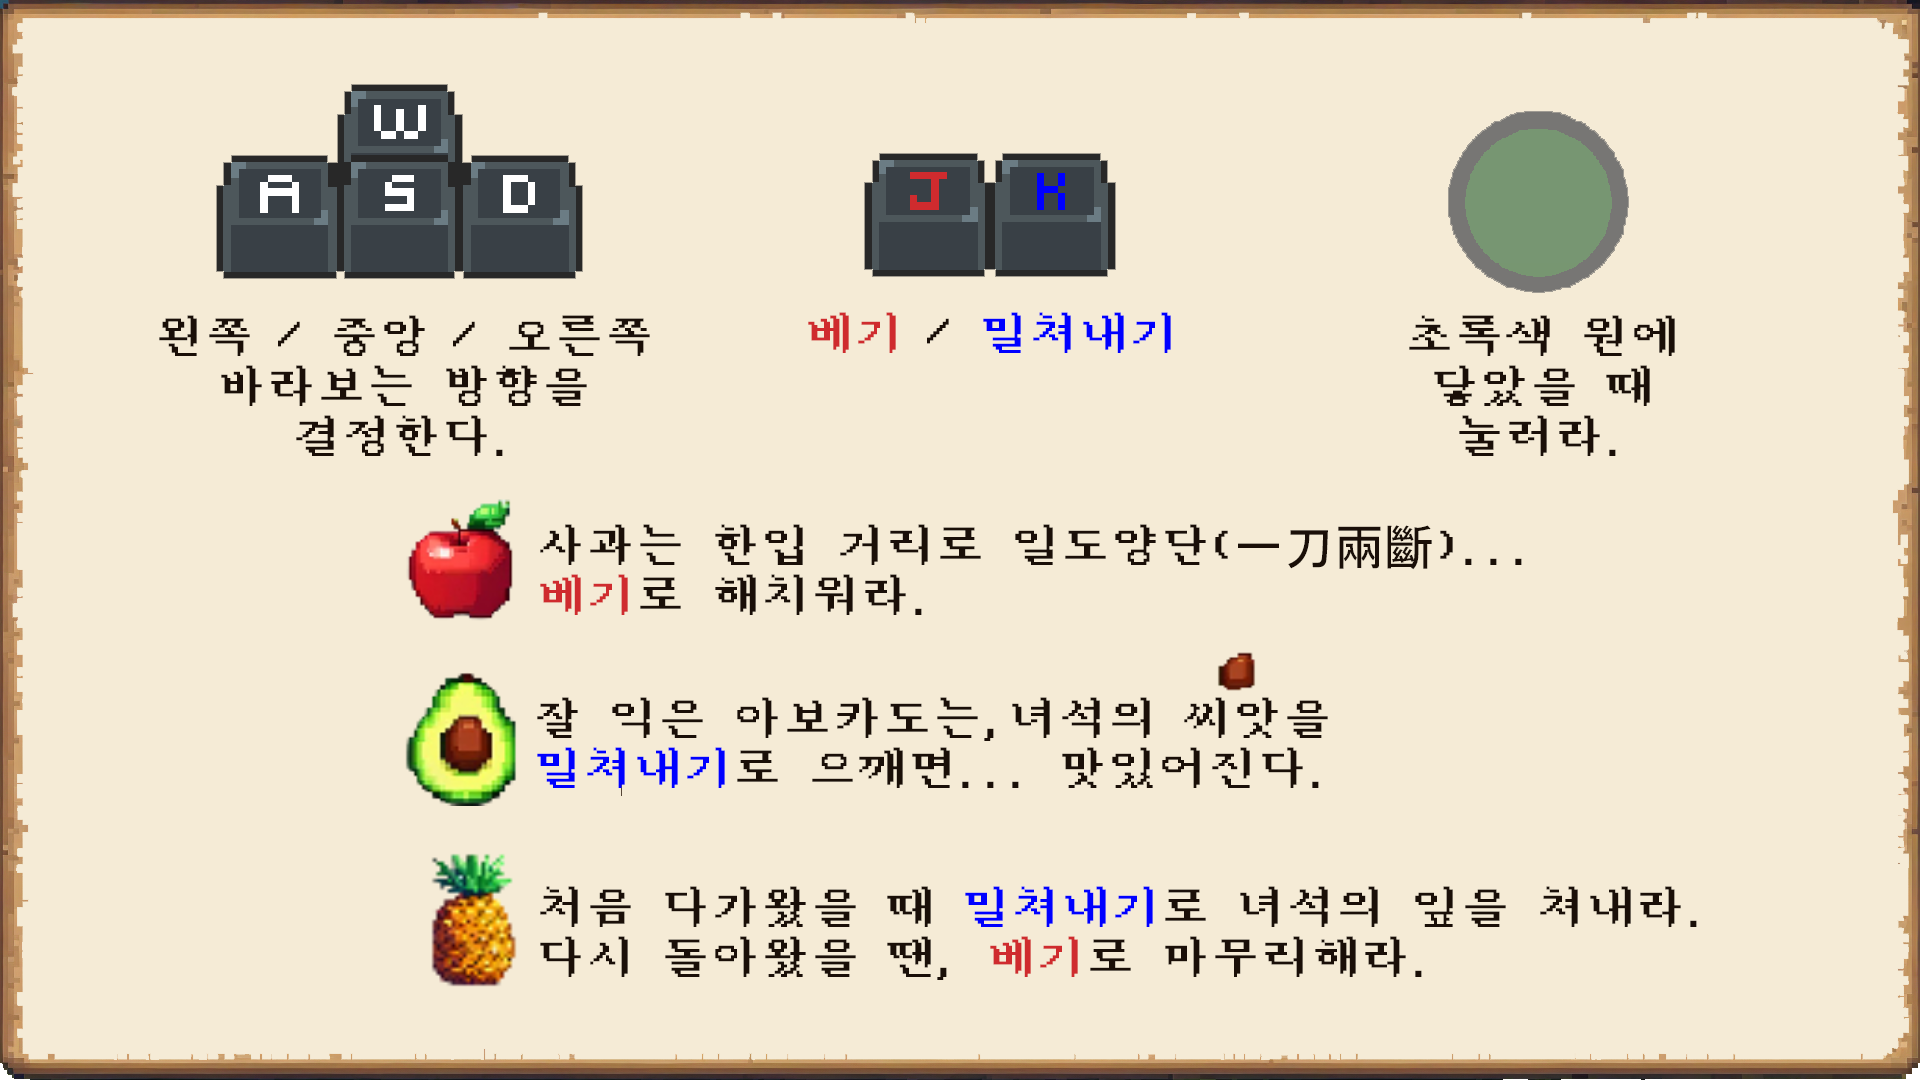 W
A S D
J K
왼쪽 / 중앙 / 오른쪽
바라보는 방향을
결정한다.
베기 / 밀쳐내기
초록색 원에
닿았을 때
눌러라.
사과는 한입 거리로 일도양단(一刀兩斷)...
베기로 해치워라.
잘 익은 아보카도는, 녀석의 씨앗을
밀쳐내기로 으깨면... 맛있어진다.
처음 다가왔을 때 밀쳐내기로 녀석의 잎을 쳐내라.
다시 돌아왔을 땐, 베기로 마무리해라.